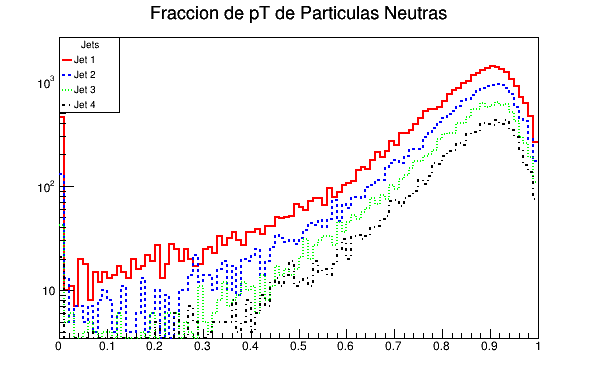 Fraccion de pT de Particulas Neutras
Jets
Jet 1
Jet 2
Jet 3
Jet 4
10³
10²
10
0 0.1 0.2 0.3 0.4 0.5 0.6 0.7 0.8 0.9 1